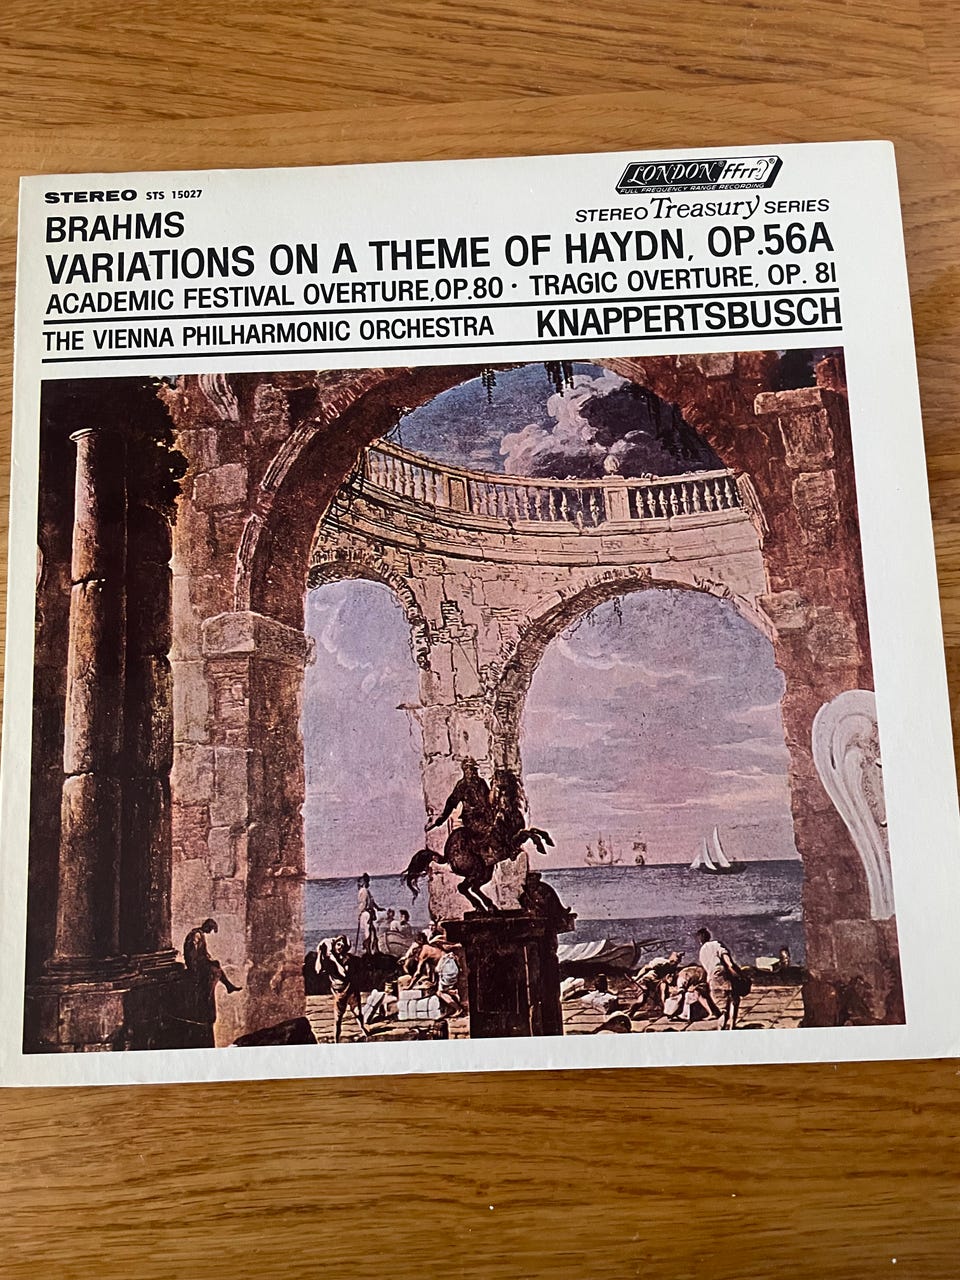 STEREO STS 15027
LONDON ® ffrr ®
FULL FREQUENCY RANGE RECORDING
STEREO Treasury SERIES
BRAHMS
VARIATIONS ON A THEME OF HAYDN, OP.56A
ACADEMIC FESTIVAL OVERTURE,OP.80 · TRAGIC OVERTURE, OP. 81
THE VIENNA PHILHARMONIC ORCHESTRA KNAPPERTSBUSCH